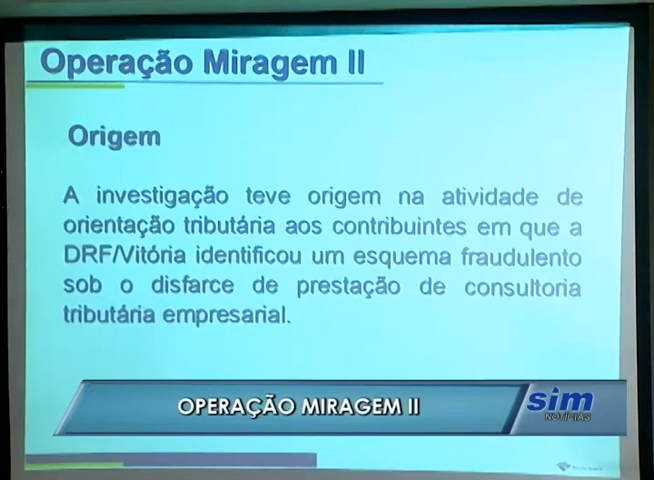 Operação Miragem II
Origem
A investigação teve origem na atividade de
orientação tributária aos contribuintes em que a
DRF/Vitória identificou um esquema fraudulento
sob o disfarce de prestação de consultoria
tributária empresarial.
OPERAÇÃO MIRAGEM II
sim
NOTÍCIAS